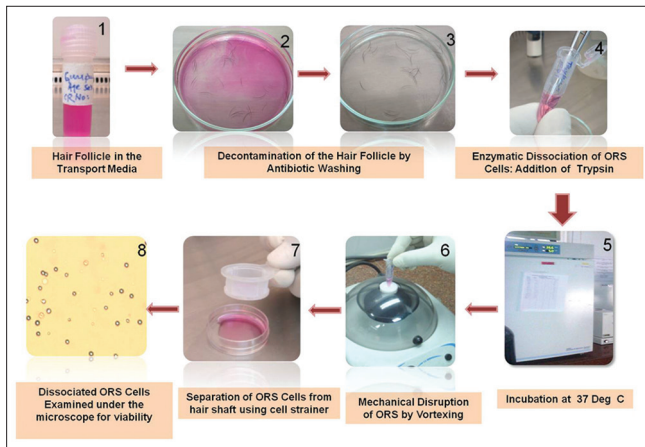 1
2
3
4
Hair Follicle in the
Transport Media
Decontamination of the Hair Follicle by
Antibiotic Washing
Enzymatic Dissociation of ORS
Cells: Addition of Trypsin
8
7
6
5
Dissociated ORS Cells
Examined under the
microscope for viability
Separation of ORS Cells from
hair shaft using cell strainer
Mechanical Disruption
of ORS by Vortexing
Incubation at 37 Deg C